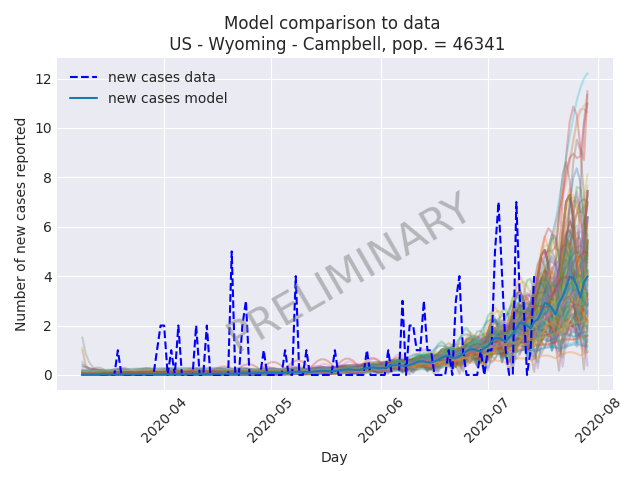 Model comparison to data
US - Wyoming - Campbell, pop. = 46341
new cases data
new cases model
Number of new cases reported
12
10
8
6
4
2
0
PRELIMINARY
2020-04
2020-05
2020-06
2020-07
2020-08
Day